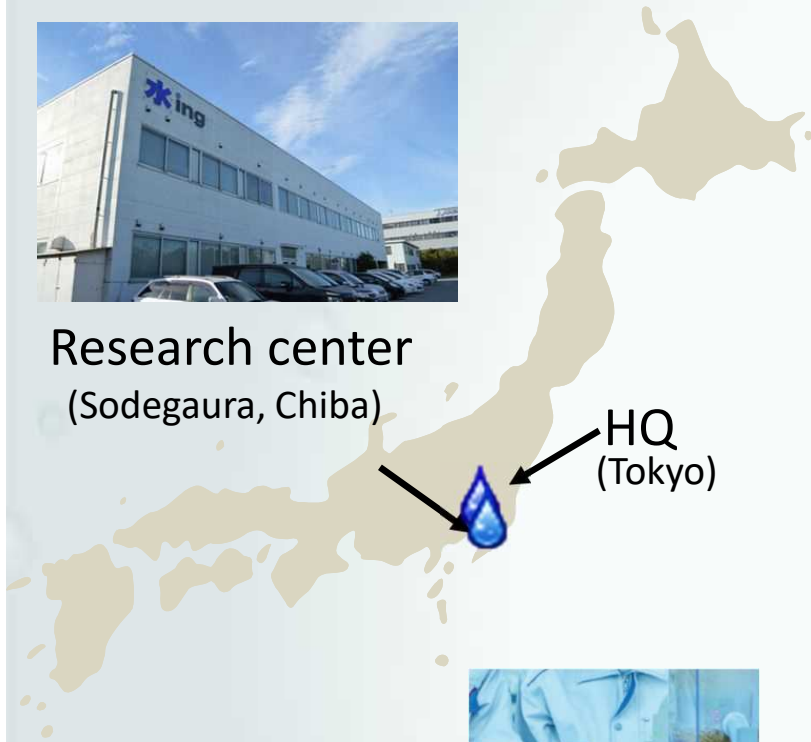 水ing
Research center
(Sodegaura, Chiba)
HQ
(Tokyo)